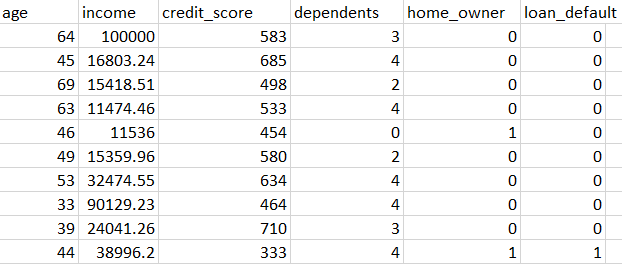 age income credit_score dependents home_owner loan_default
64 100000 583 3 0 0
45 16803.24 685 4 0 0
69 15418.51 498 2 0 0
63 11474.46 533 4 0 0
46 11536 454 0 1 0
49 15359.96 580 2 0 0
53 32474.55 634 4 0 0
33 90129.23 464 4 0 0
39 24041.26 710 3 0 0
44 38996.2 333 4 1 1